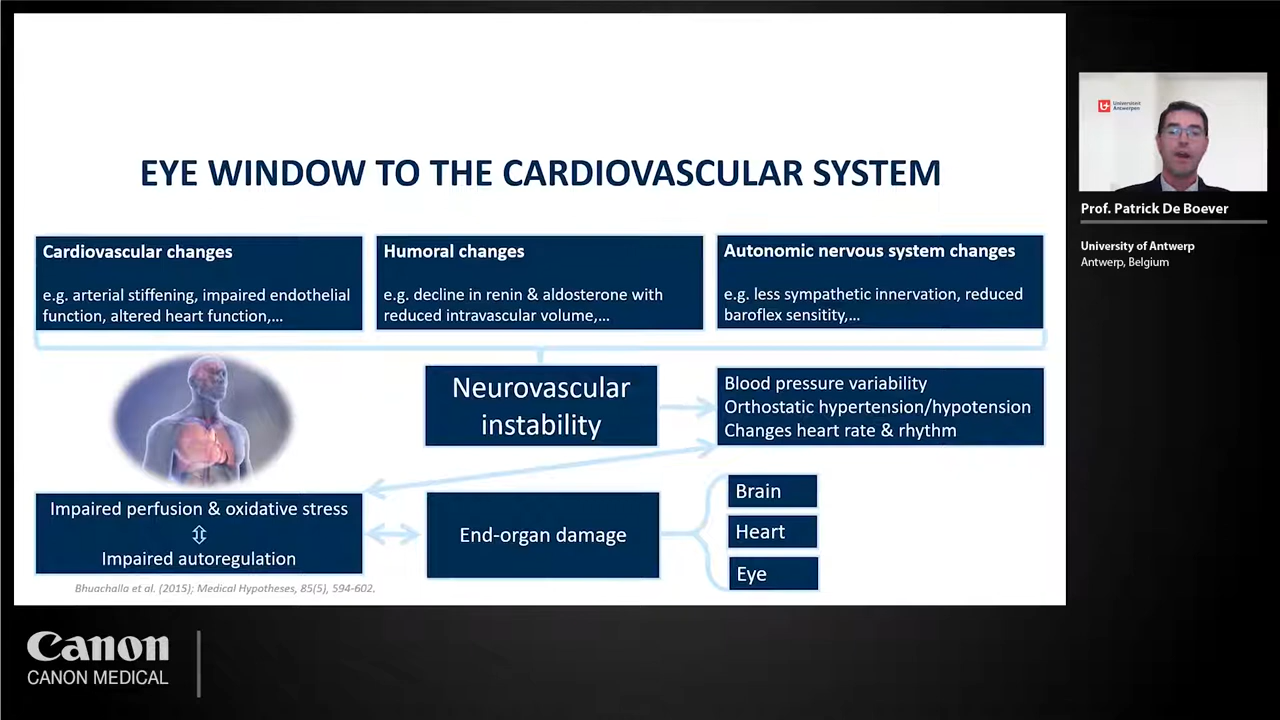 EYE WINDOW TO THE CARDIOVASCULAR SYSTEM
Cardiovascular changes
e.g. arterial stiffening, impaired endothelial
function, altered heart function,...
Humoral changes
e.g. decline in renin & aldosterone with
reduced intravascular volume,...
Autonomic nervous system changes
e.g. less sympathetic innervation, reduced
baroflex sensitity,...
Neurovascular
instability
Blood pressure variability
Orthostatic hypertension/hypotension
Changes heart rate & rhythm
Impaired perfusion & oxidative stress
Impaired autoregulation
End-organ damage
Brain
Heart
Eye
Bhuachalla et al. (2015); Medical Hypotheses, 85(5), 594-602.
Universiteit
Antwerpen
Prof. Patrick De Boever
University of Antwerp
Antwerp, Belgium
Canon
CANON MEDICAL